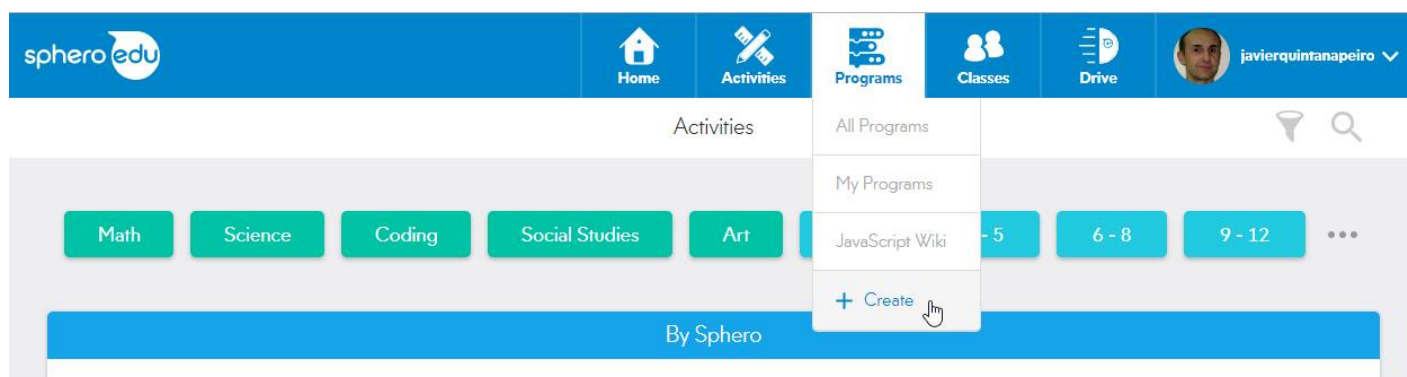 sphero edu
Home
Activities
Programs
Classes
Drive
javierquintanapeiro
Activities
All Programs
My Programs
JavaScript Wiki
+ Create
Math
Science
Coding
Social Studies
Art
- 5
6 - 8
9 - 12
By Sphero